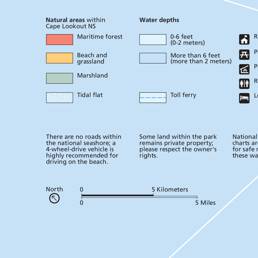 Natural areas within
Cape Lookout NS
Maritime forest
Beach and
grassland
Marshland
Tidal flat
Water depths
0-6 feet
(0-2 meters)
More than 6 feet
(more than 2 meters)
Toll ferry
There are no roads within
the national seashore; a
4-wheel-drive vehicle is
highly recommended for
driving on the beach.
Some land within the park
remains private property;
please respect the owner's
rights.
National
charts ar
for safe
these wa
North
0
5 Kilometers
0
5 Miles